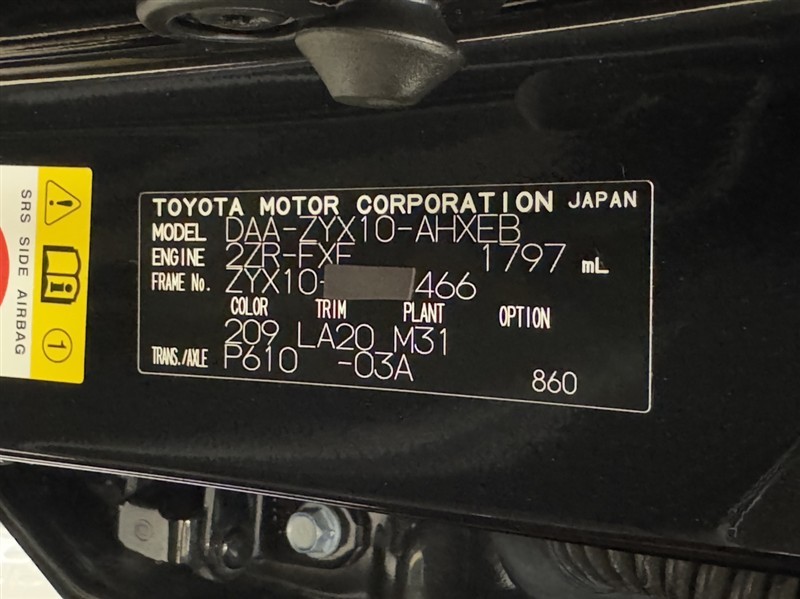 SRS SIDE AIRBAG
1
TOYOTA MOTOR CORPORATION JAPAN
MODEL DAA-ZYX10-AHXEB
ENGINE 2ZR-FXE 1797 mL
FRAME No. ZYX10- 466
COLOR TRIM PLANT OPTION
209 LA20 M31
TRANS./AXLE P610 -03A
860